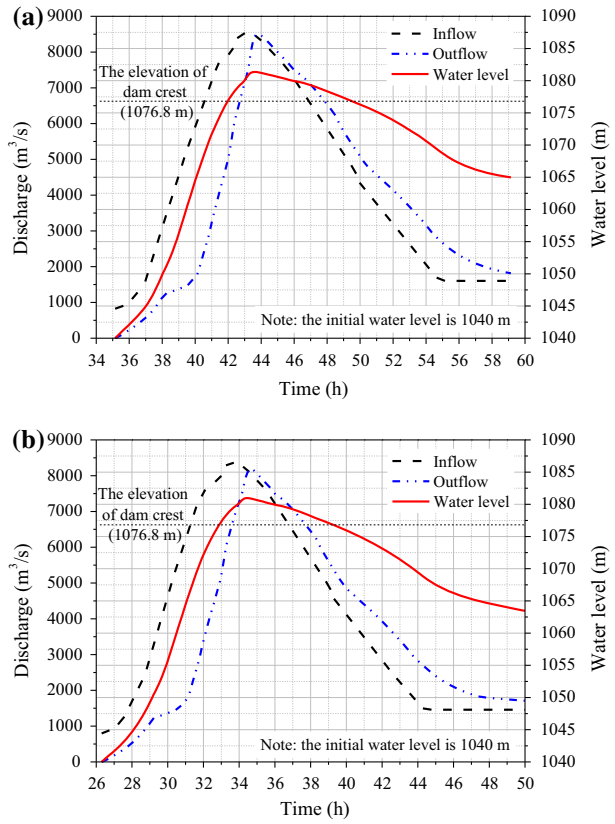 (a)
9000
8000
7000
6000
5000
4000
3000
2000
1000
0
Discharge (m³/s)
The elevation of
dam crest
(1076.8 m)
Inflow
Outflow
Water level
Note: the initial water level is 1040 m
1090
1080
1070
1065
1060
1055
1050
1045
1040
Water level (m)
34 36 38 40 42 44 46 48 50 52 54 56 58 60
Time (h)
(b)
9000
8000
7000
6000
5000
4000
3000
2000
1000
0
Discharge (m³/s)
The elevation
of dam crest
(1076.8 m)
Inflow
Outflow
Water level
Note: the initial water level is 1040 m
1090
1085
1080
1075
1070
1065
1060
1055
1050
1045
1040
Water level (m)
26 28 30 32 34 36 38 40 42 44 46 48 50
Time (h)